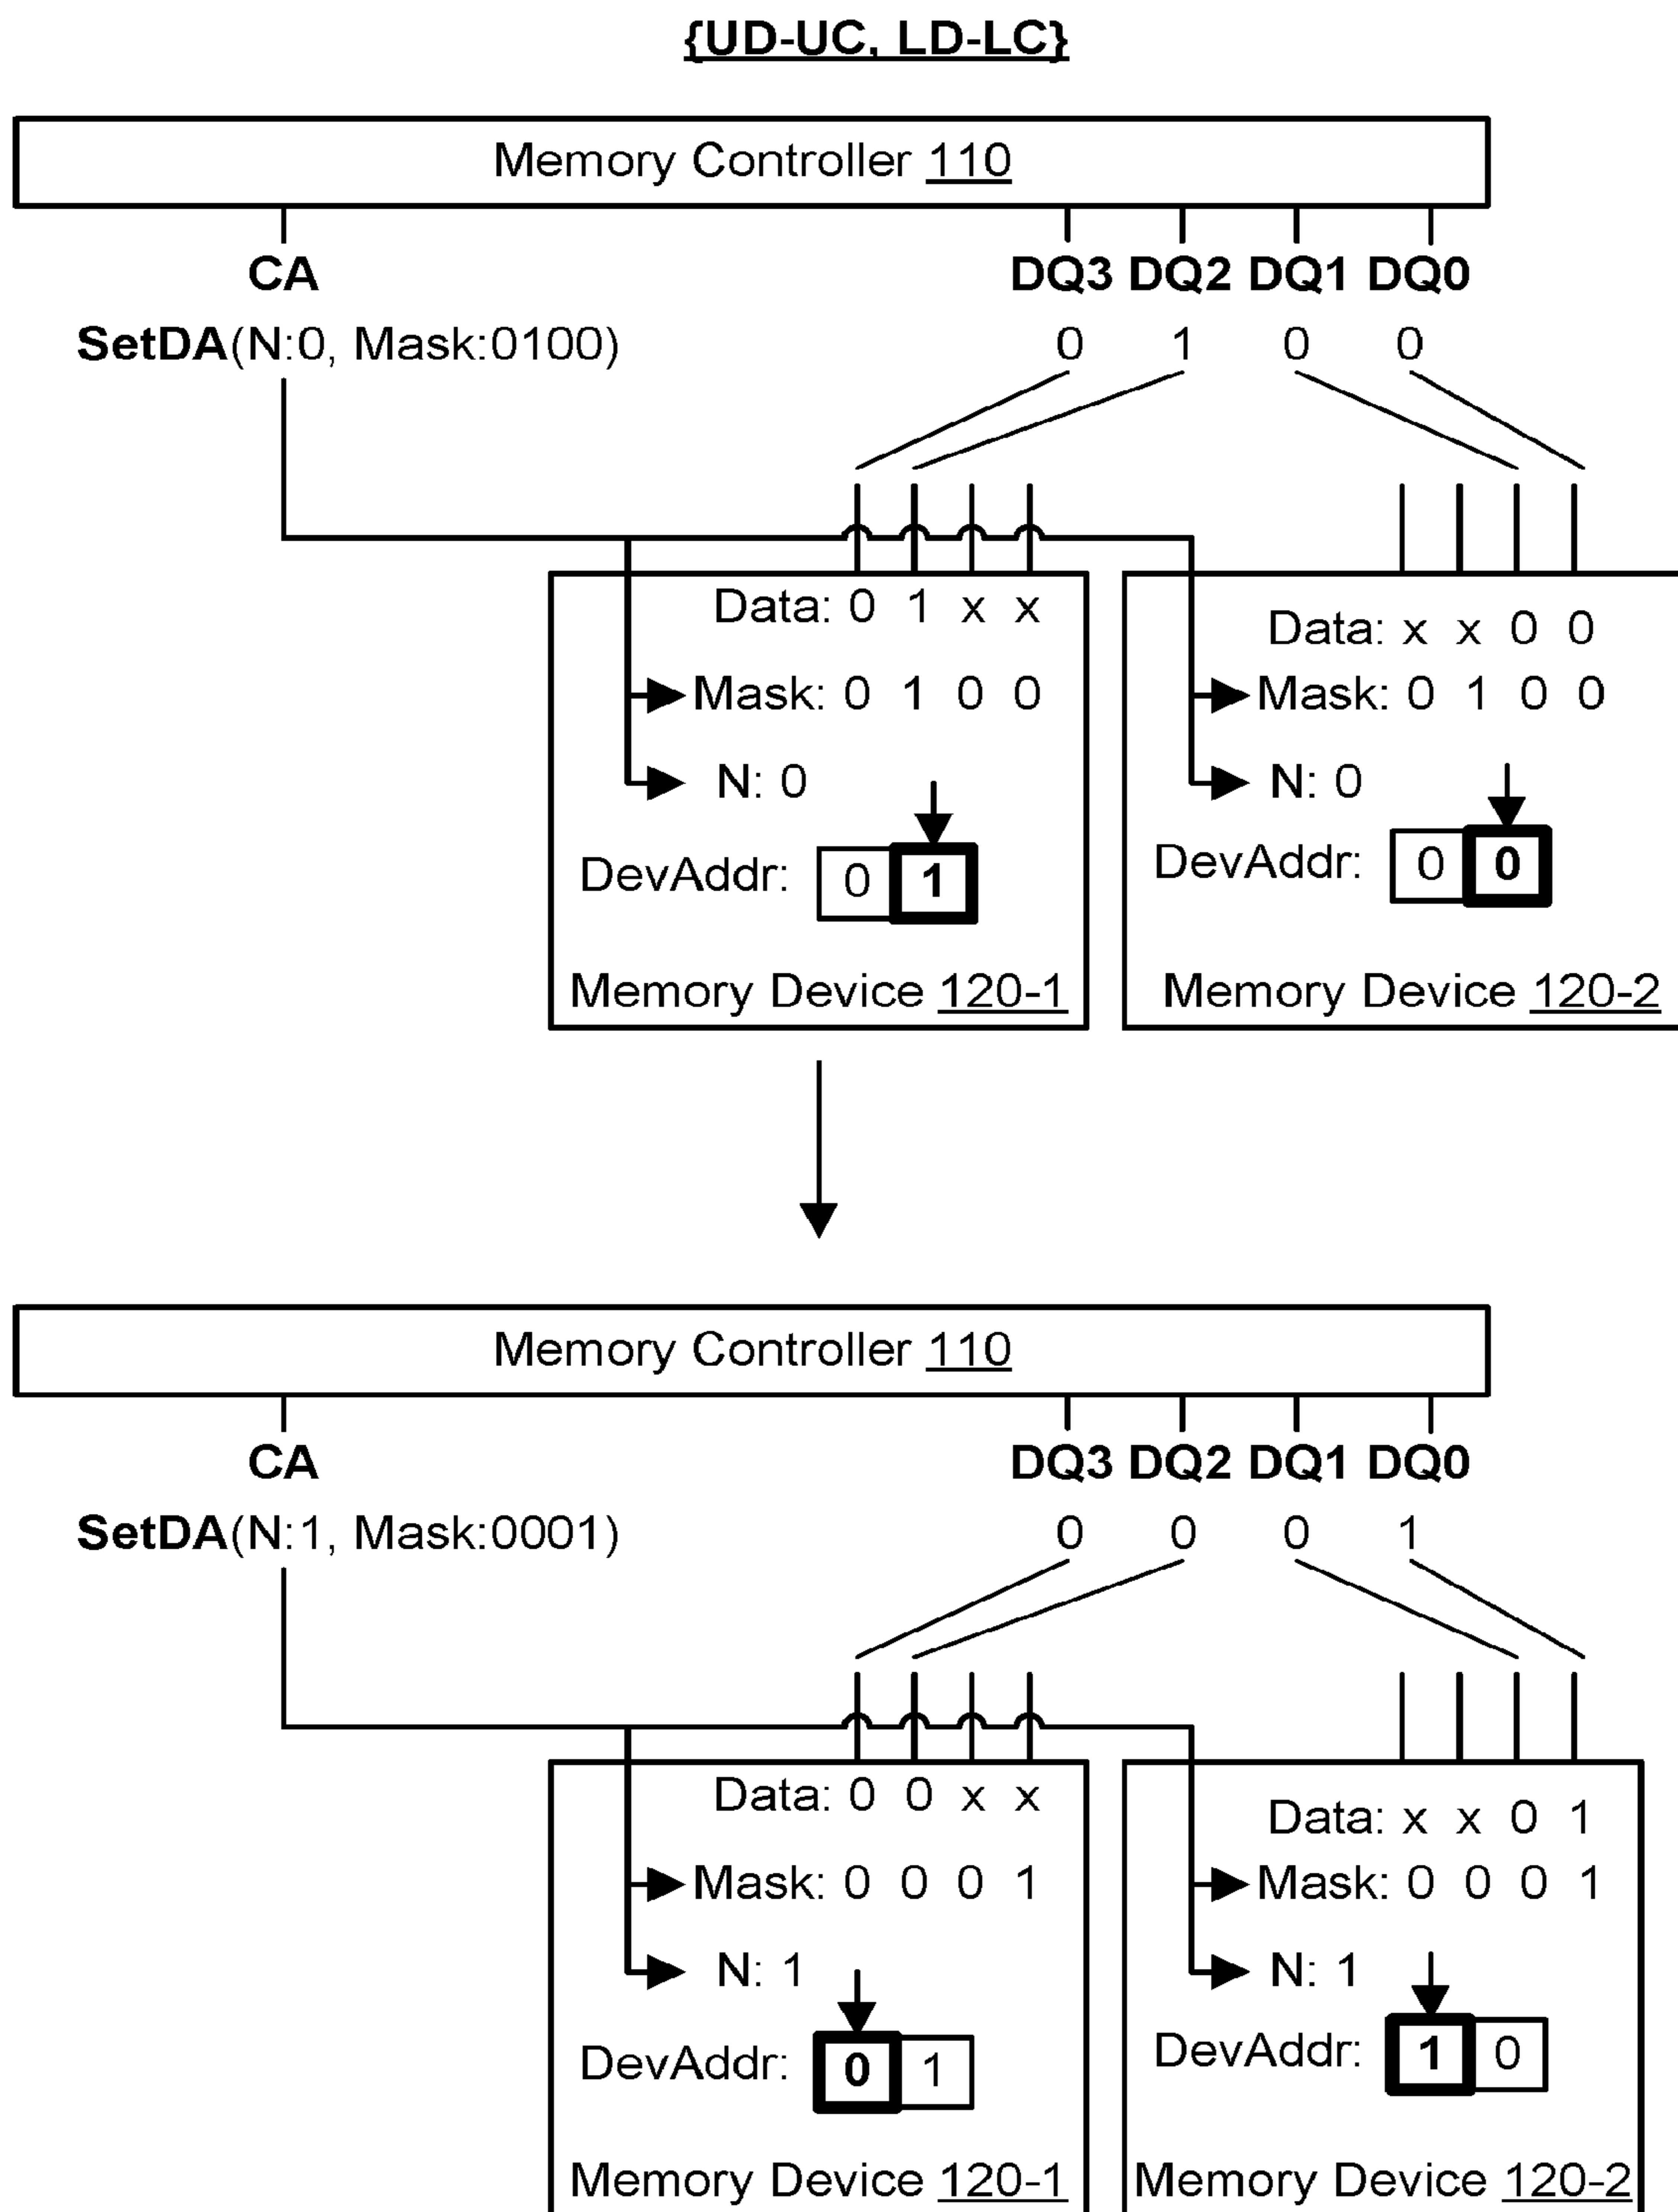 {UD-UC, LD-LC}
Memory Controller 110
CA DQ3 DQ2 DQ1 DQ0
SetDA(N:0, Mask:0100) 0 1 0 0
Data: 0 1 x x
Mask: 0 1 0 0
N: 0
DevAddr: 0 1
Memory Device 120-1
Data: x x 0 0
Mask: 0 1 0 0
N: 0
DevAddr: 0 0
Memory Device 120-2
Memory Controller 110
CA DQ3 DQ2 DQ1 DQ0
SetDA(N:1, Mask:0001) 0 0 0 1
Data: 0 0 x x
Mask: 0 0 0 1
N: 1
DevAddr: 0 1
Memory Device 120-1
Data: x x 0 1
Mask: 0 0 0 1
N: 1
DevAddr: 1 0
Memory Device 120-2